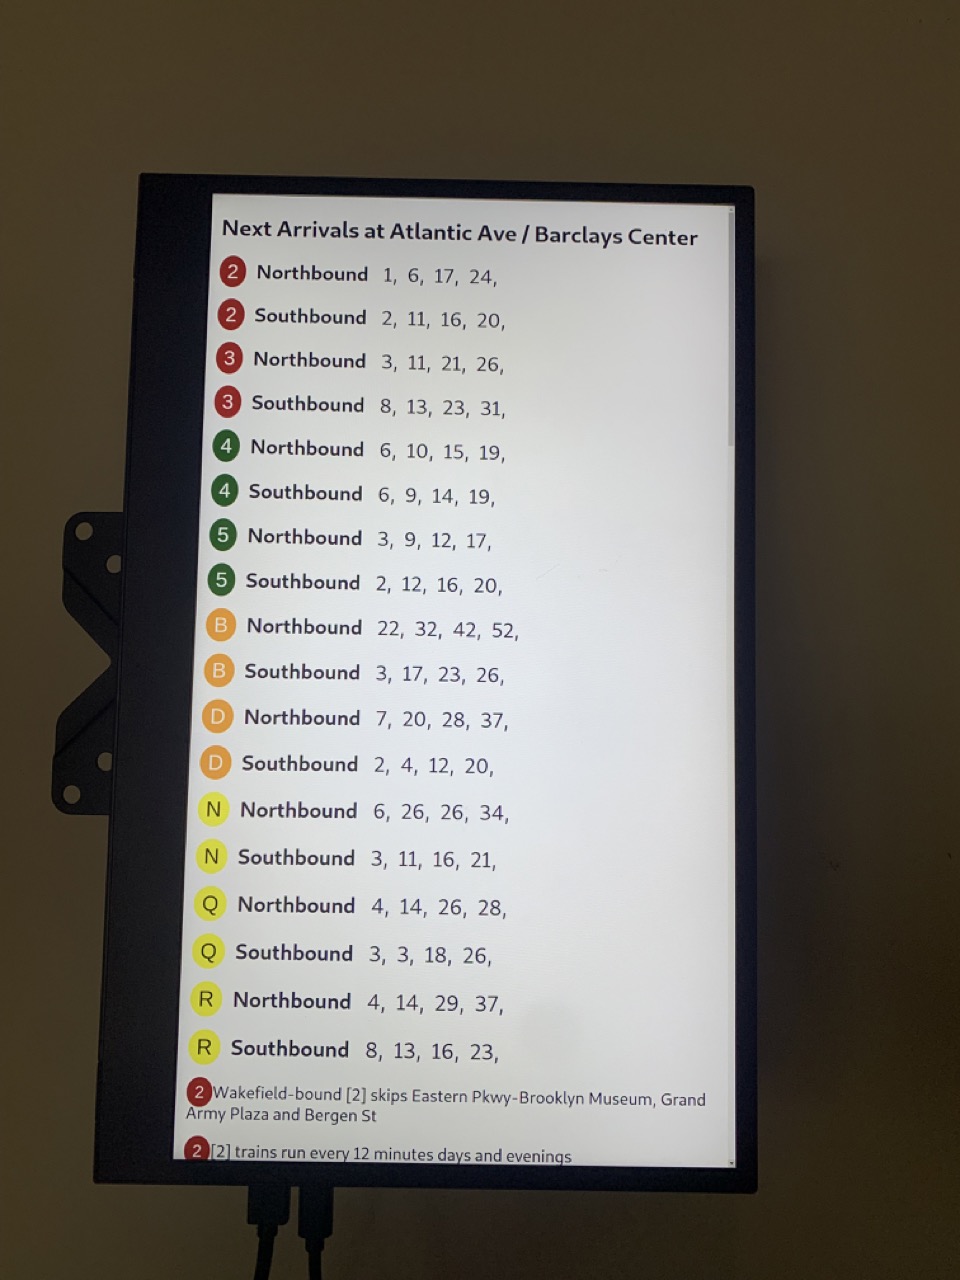 Next Arrivals at Atlantic Ave / Barclays Center
2 Northbound 1, 6, 17, 24,
2 Southbound 2, 11, 16, 20,
3 Northbound 3, 11, 21, 26,
3 Southbound 8, 13, 23, 31,
4 Northbound 6, 10, 15, 19,
4 Southbound 6, 9, 14, 19,
5 Northbound 3, 9, 12, 17,
5 Southbound 2, 12, 16, 20,
B Northbound 22, 32, 42, 52,
B Southbound 3, 17, 23, 26,
D Northbound 7, 20, 28, 37,
D Southbound 2, 4, 12, 20,
N Northbound 6, 26, 26, 34,
N Southbound 3, 11, 16, 21,
Q Northbound 4, 14, 26, 28,
Q Southbound 3, 3, 18, 26,
R Northbound 4, 14, 29, 37,
R Southbound 8, 13, 16, 23,
2 Wakefield-bound [2] skips Eastern Pkwy-Brooklyn Museum, Grand
Army Plaza and Bergen St
2 [2] trains run every 12 minutes days and evenings